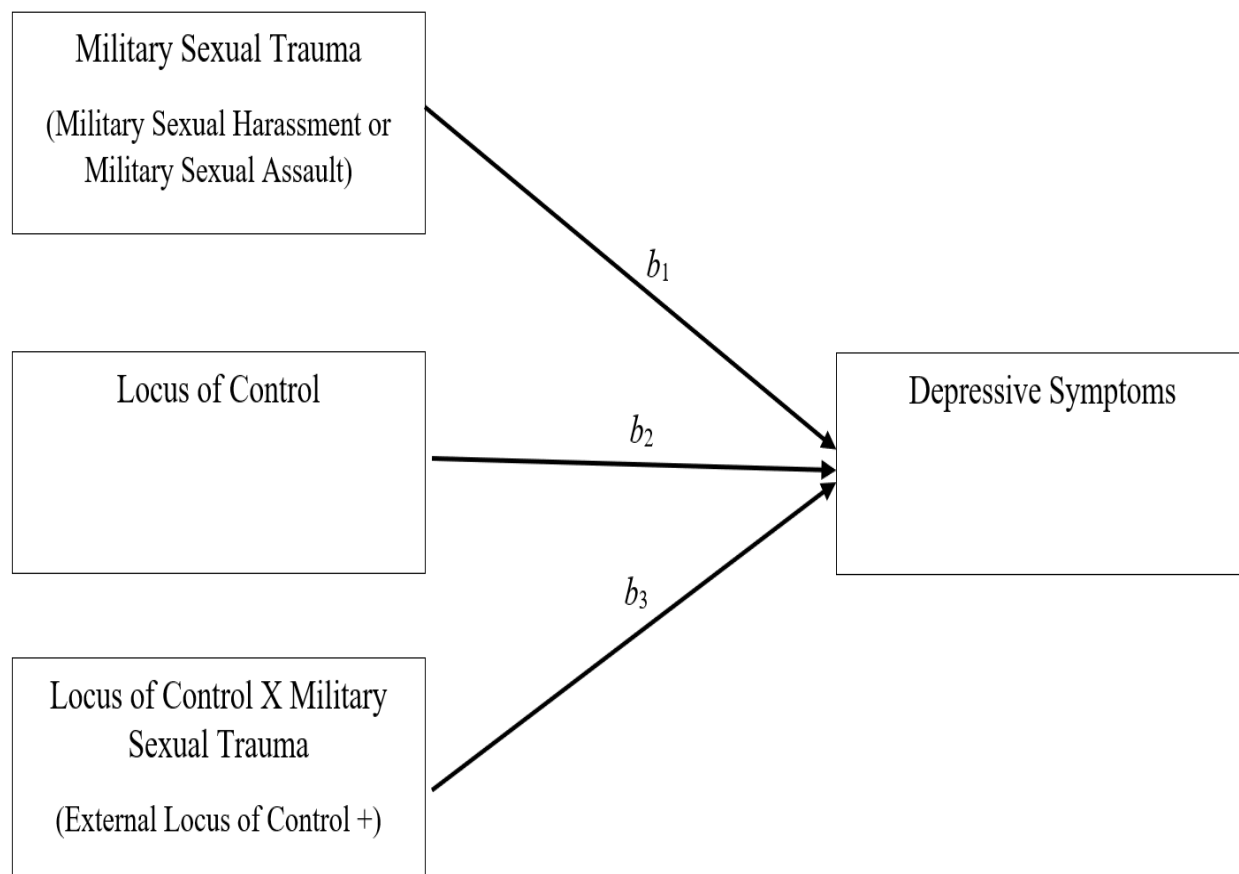 Military Sexual Trauma
(Military Sexual Harassment or
Military Sexual Assault)
b₁
Locus of Control
b₂
Depressive Symptoms
b₃
Locus of Control X Military
Sexual Trauma
(External Locus of Control +)